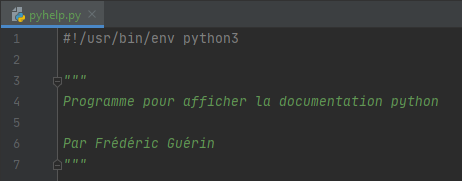 pyhelp.py
1 #!/usr/bin/env python3
2
3 """
4 Programme pour afficher la documentation python
5
6 Par Frédéric Guérin
7 """